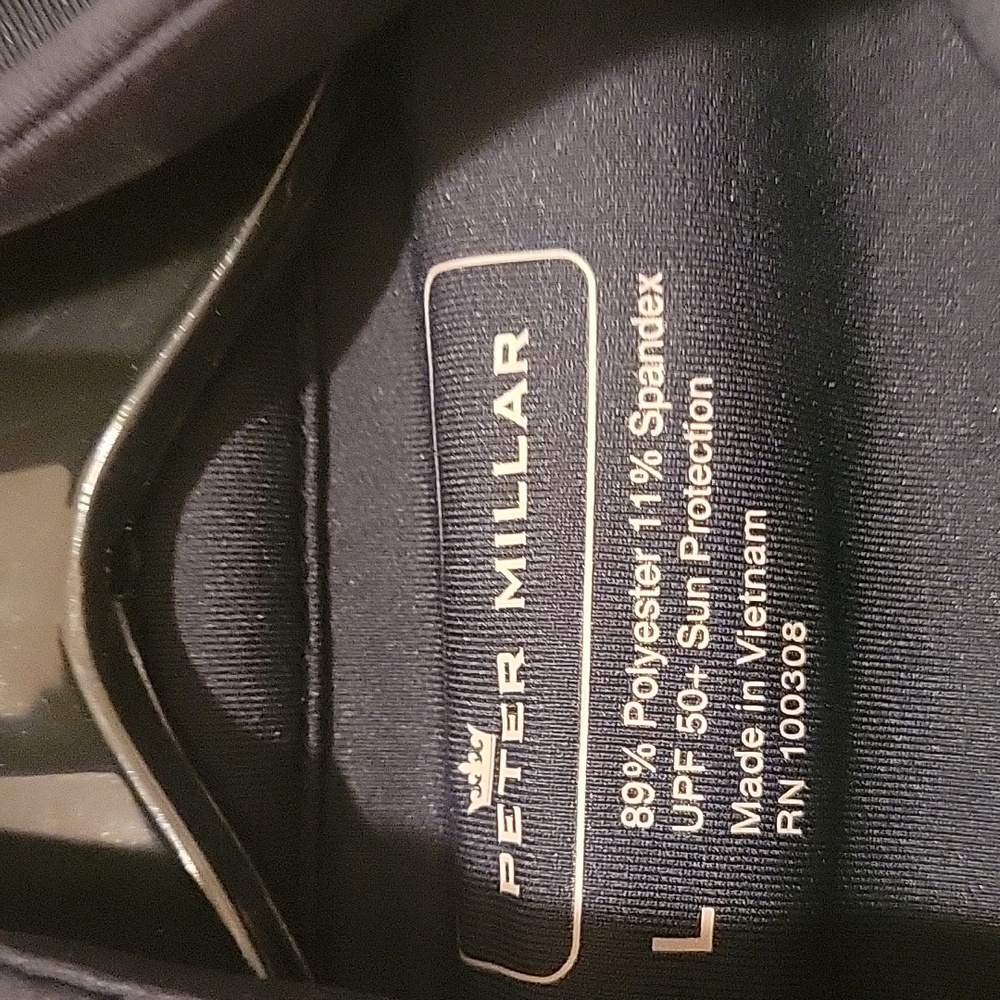 PETER MILLAR
L
89% Polyester 11% Spandex
UPF 50+ Sun Protection
Made in Vietnam
RN 100308